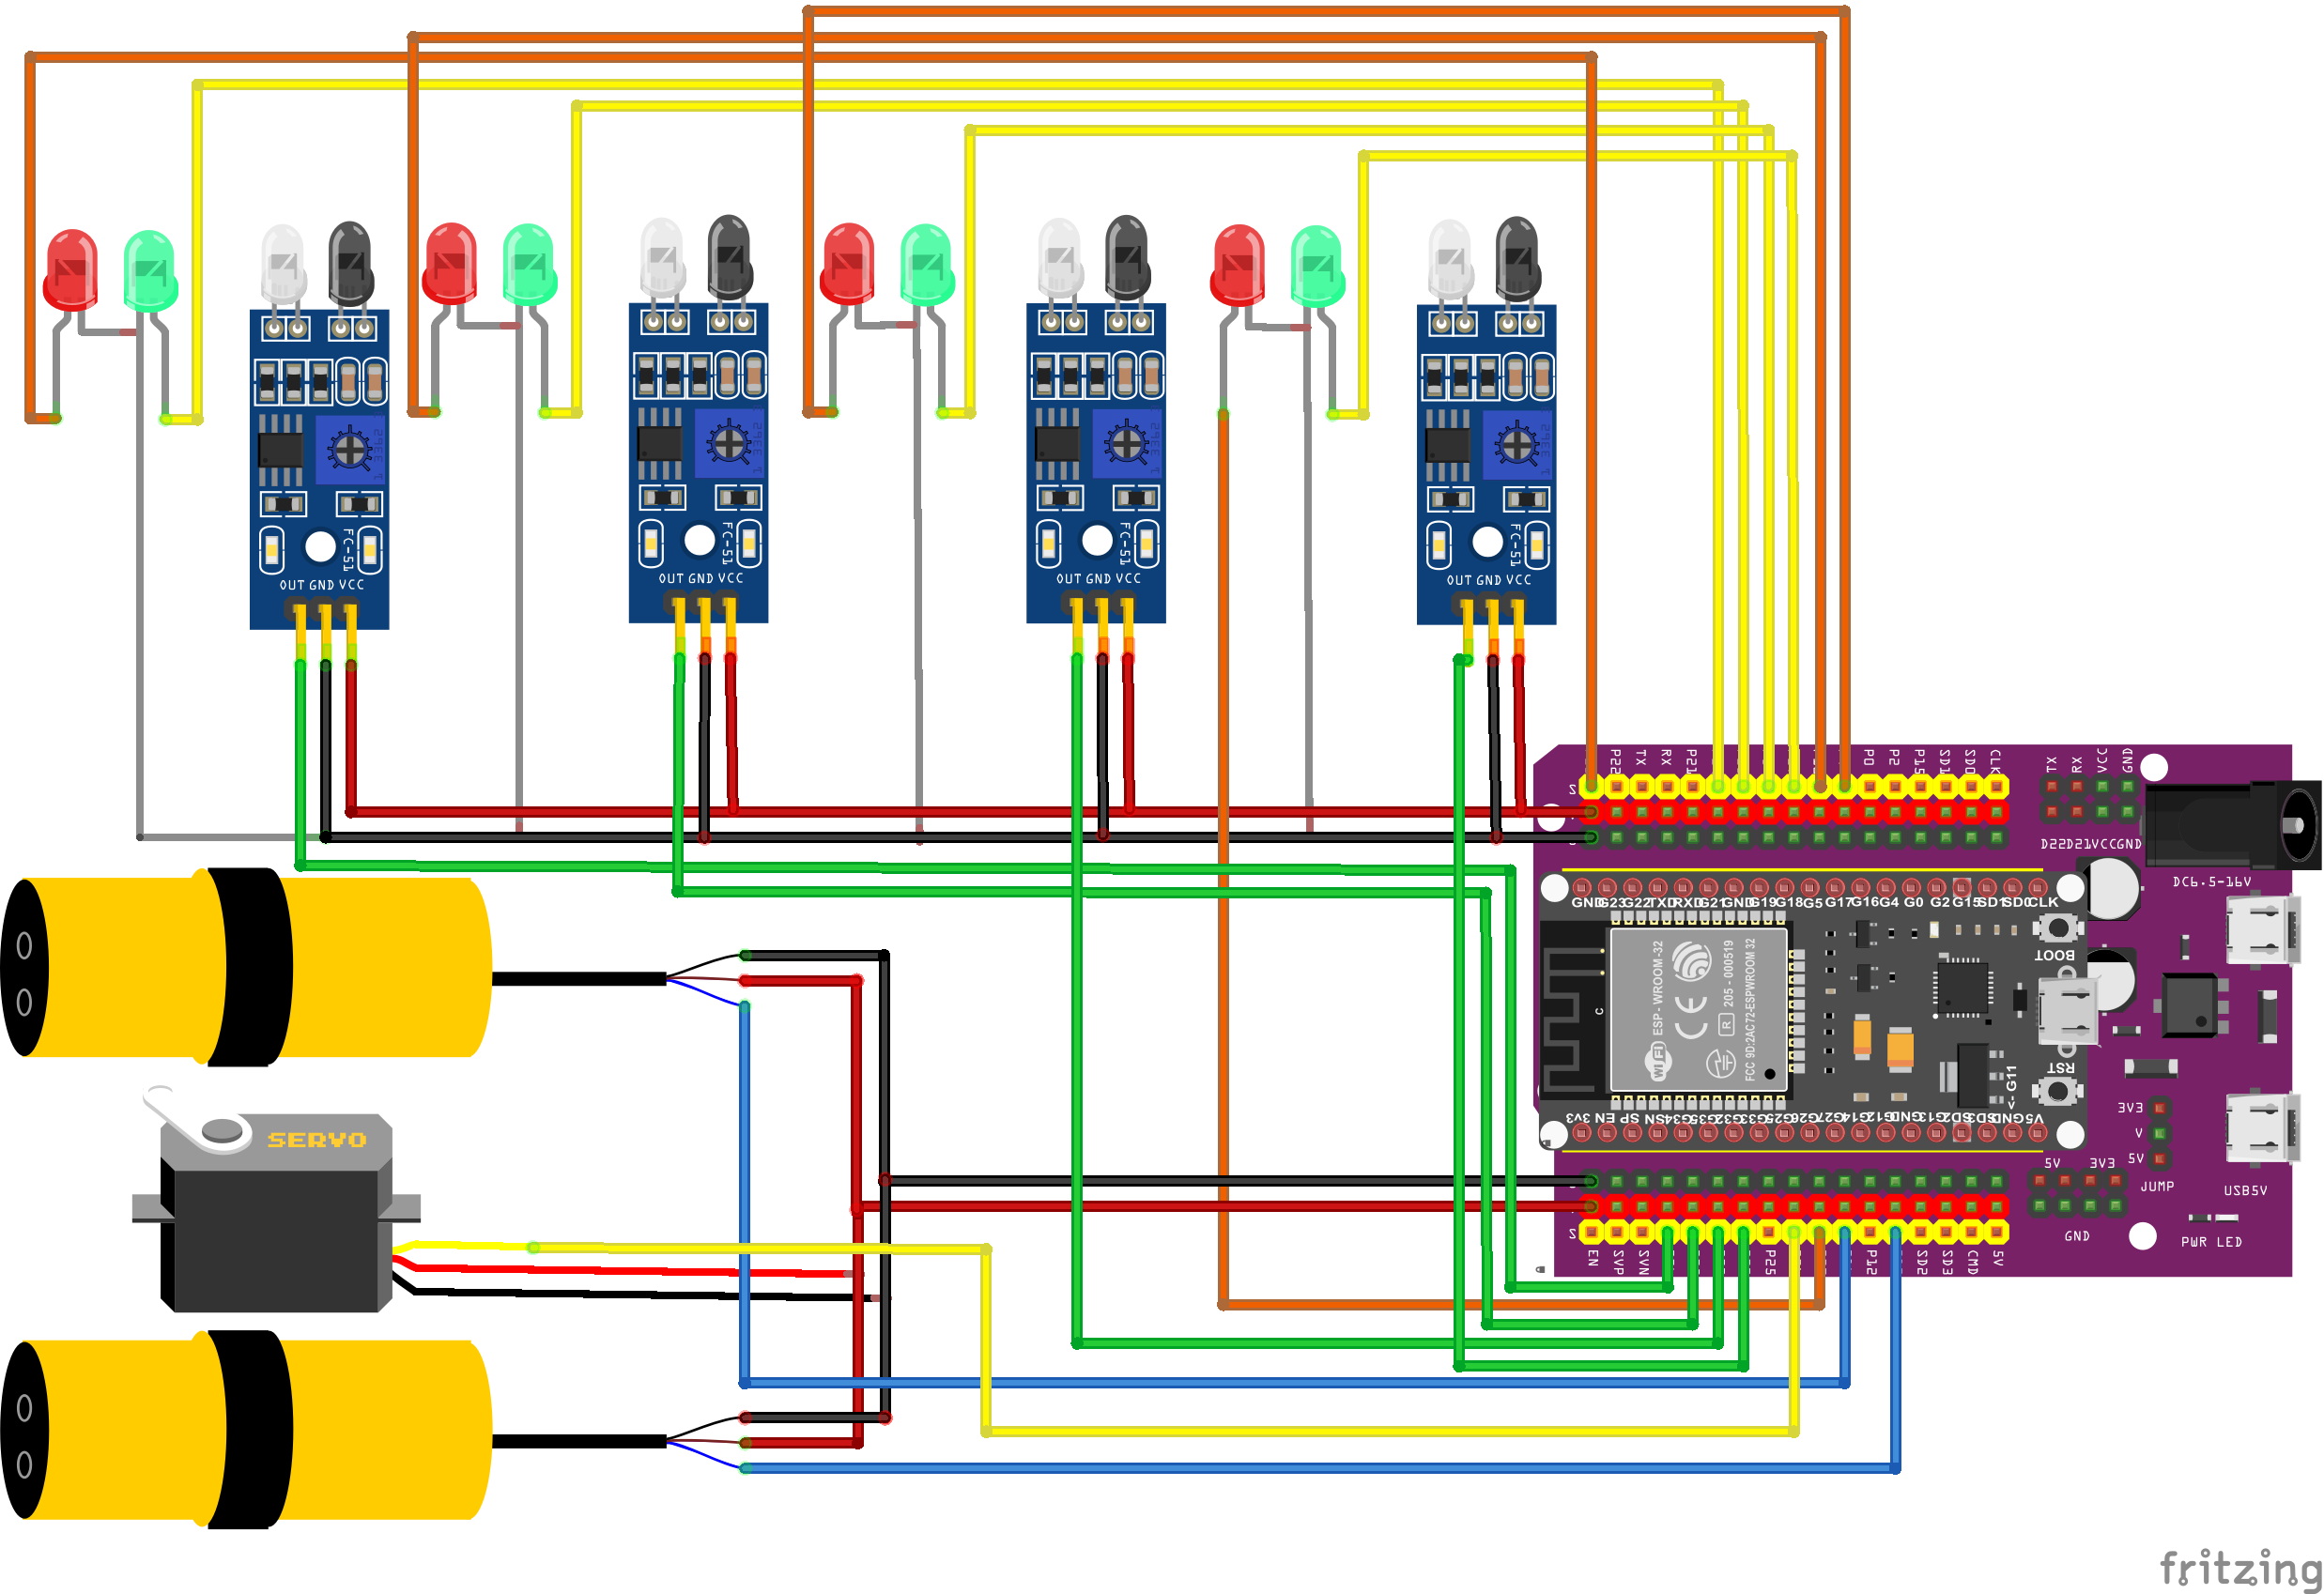 P22
TX
RX
P21
P0
P2
P15
SD1
SD0
CLK
TX
RX
VCC
GND
S
D22D21VCCGND
DC6.5-16V
FC-51
OUT GND VCC
FC-51
OUT GND VCC
FC-51
OUT GND VCC
FC-51
OUT GND VCC
GND
G23
G22
TXD
RXD
G21
GND
G19
G18
G5
G17
G16
G4
G0
G2
G15
SD1
SD0
CLK
BOOT
WiFi
ESP-WROOM-32
CE
R
205-000519
FCC 9D:2AC72-ESPWROOM 32
C
RST
<- G11
3v3
EN
SP
SN
G34
G35
G32
G33
G25
G26
G27
G14
G12
GND
G13
SD2
SD3
GND
V5
3V3
V
5V
JUMP
5V
3V3
GND
USB5V
PWR LED
S
EN
SVP
SVN
P25
P12
SD2
SD3
CMD
5V
SERVO
fritzing